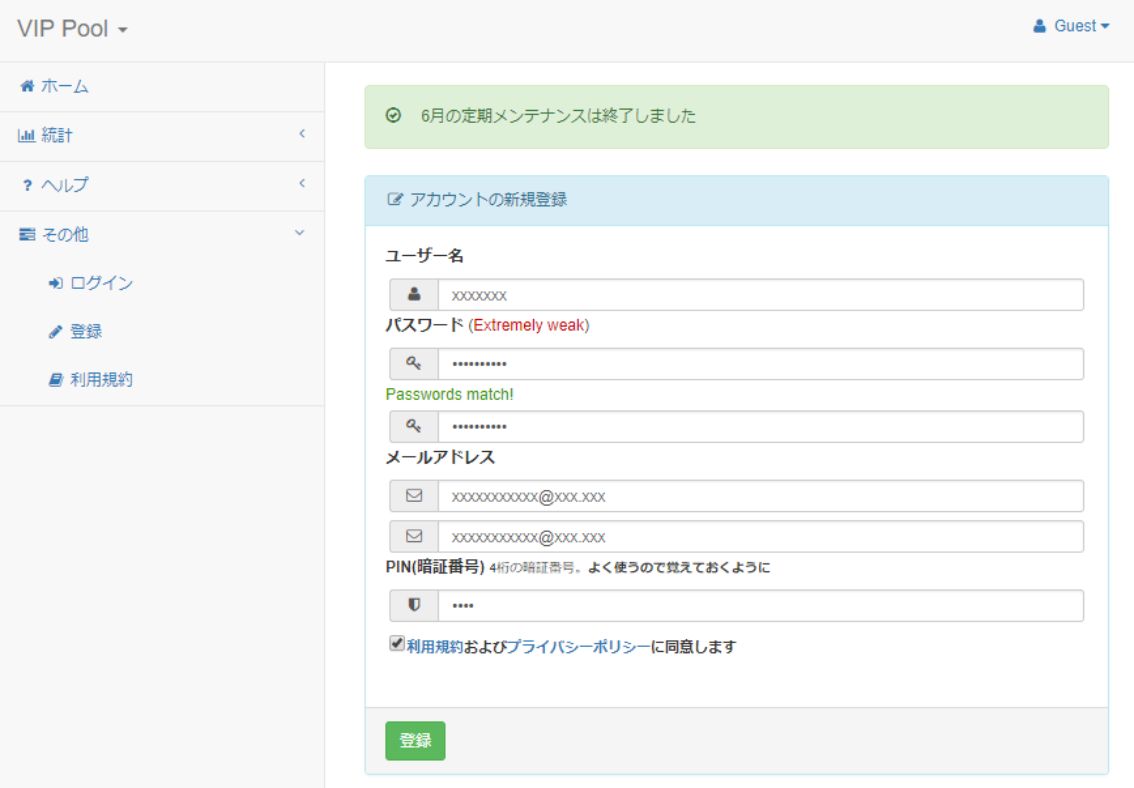 VIP Pool
Guest
ホーム
統計
ヘルプ
その他
ログイン
登録
利用規約
6月の定期メンテナンスは終了しました
アカウントの新規登録
ユーザー名
xxxxxxx
パスワード (Extremely weak)
••••••••••
Passwords match!
••••••••••
メールアドレス
xxxxxxxxxxx@xxx.xxx
xxxxxxxxxxx@xxx.xxx
PIN(暗証番号) 4桁の暗証番号。よく使うので覚えておくように
••••
利用規約およびプライバシーポリシーに同意します
登録